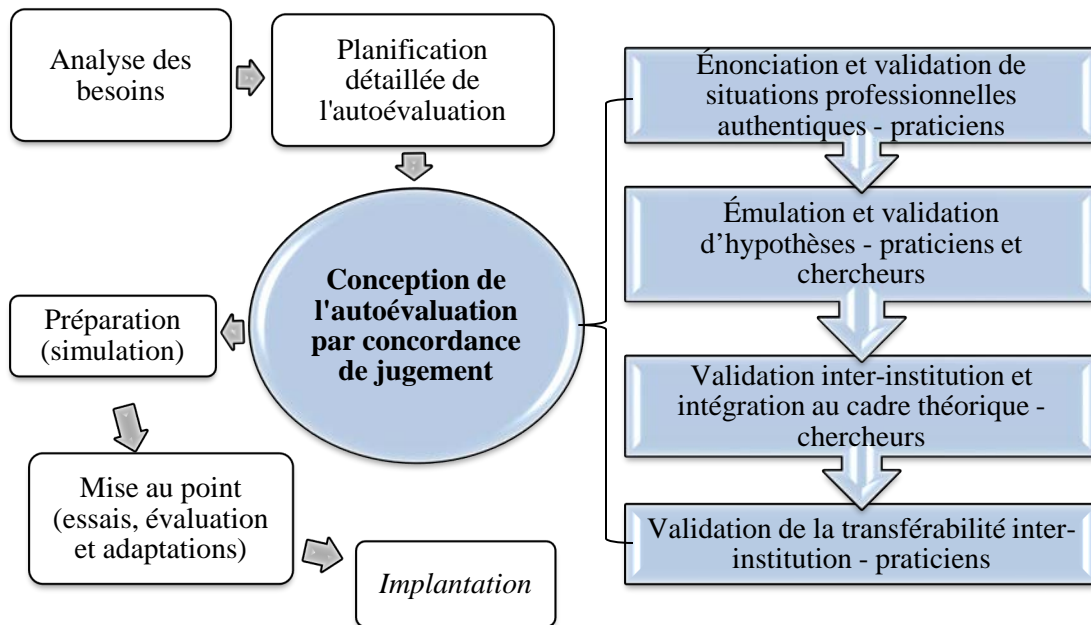 Analyse des
besoins
Planification
détaillée de
l'autoévaluation
Conception de
l'autoévaluation
par concordance
de jugement
Préparation
(simulation)
Mise au point
(essais, évaluation
et adaptations)
Implantation
Énonciation et validation de
situations professionnelles
authentiques - praticiens
Émulation et validation
d’hypothèses - praticiens et
chercheurs
Validation inter-institution et
intégration au cadre théorique -
chercheurs
Validation de la transférabilité inter-
institution - praticiens